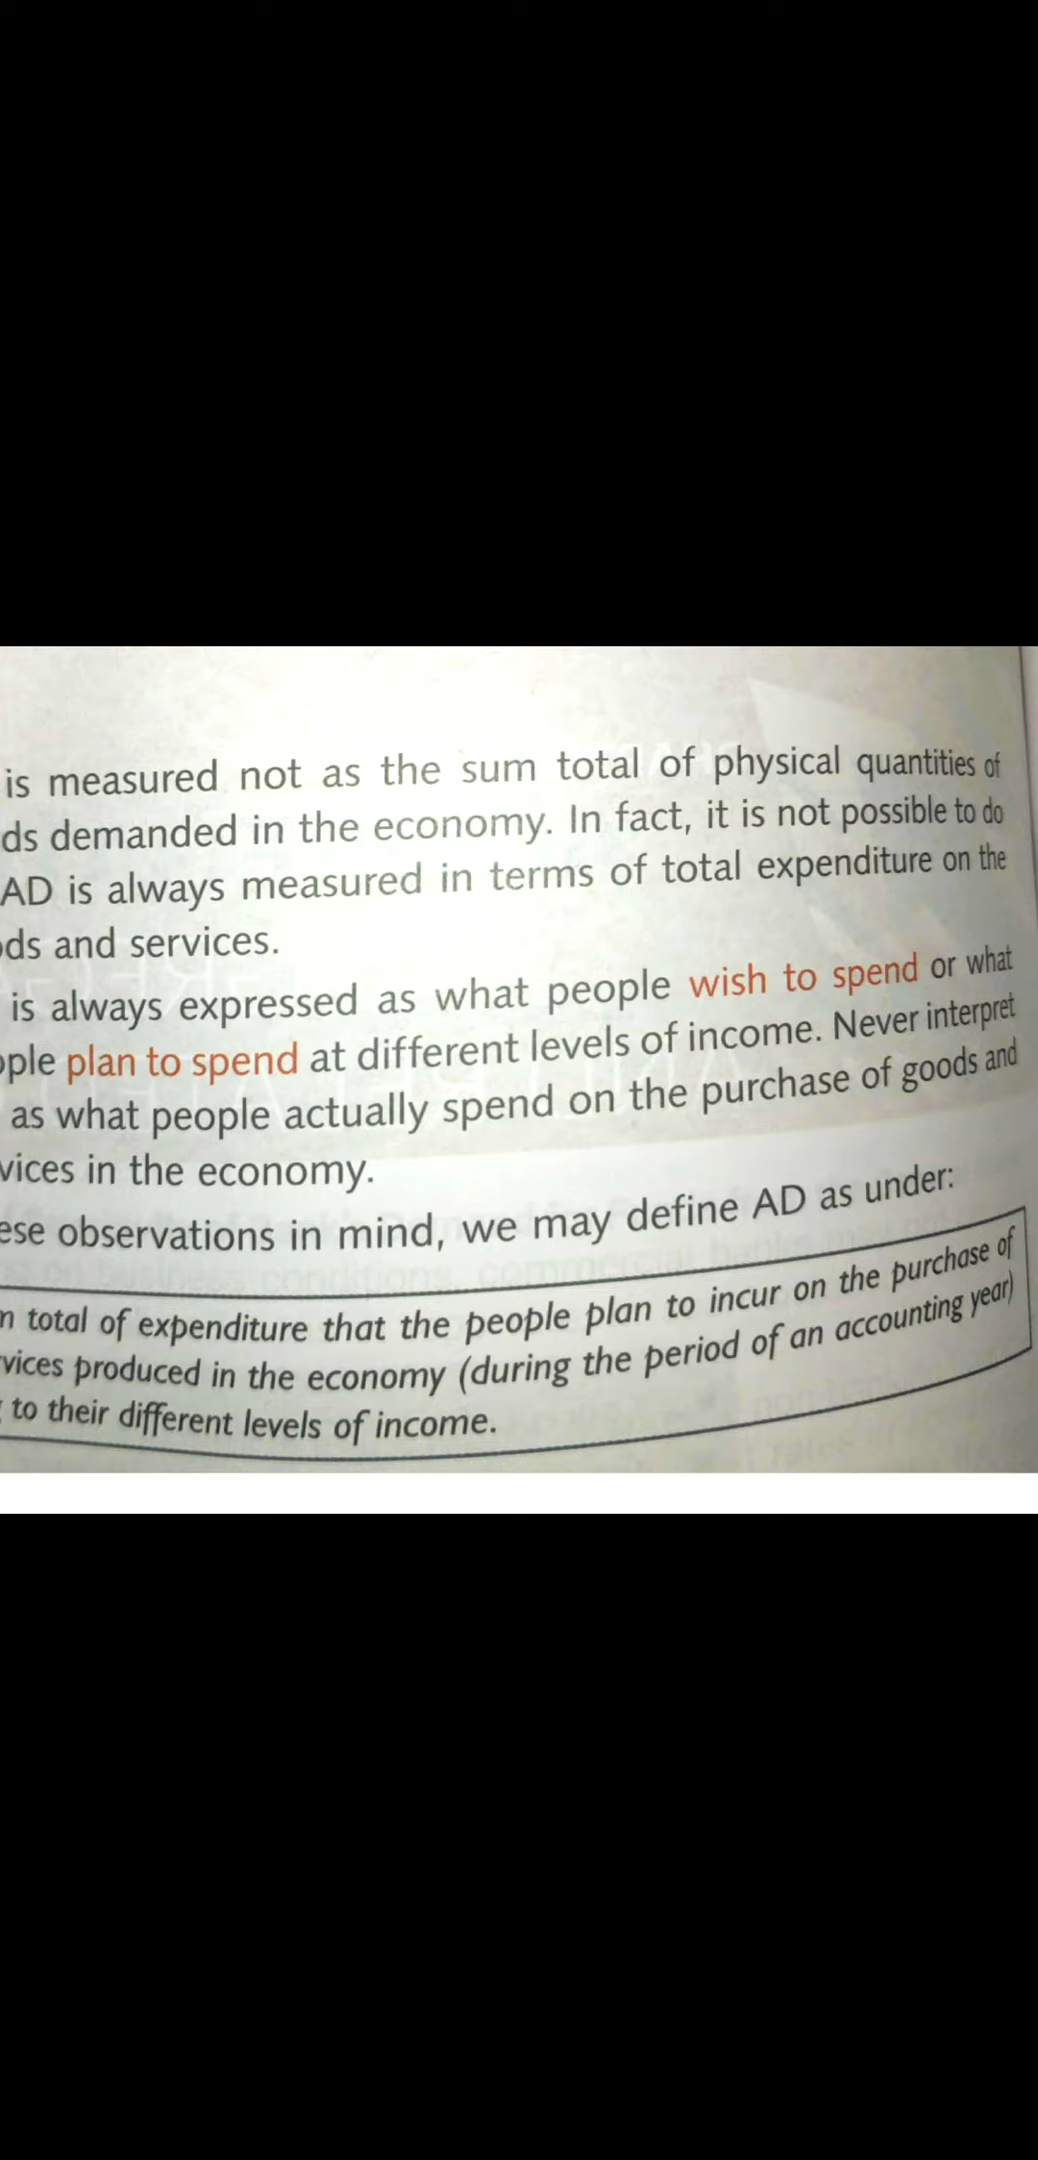 is measured not as the sum total of physical quantities of
ds demanded in the economy. In fact, it is not possible to do
AD is always measured in terms of total expenditure on the
ds and services.
is always expressed as what people wish to spend or what
ple plan to spend at different levels of income. Never interpret
as what people actually spend on the purchase of goods and
vices in the economy.
ese observations in mind, we may define AD as under:
total of expenditure that the people plan to incur on the purchase of
vices produced in the economy (during the period of an accounting year)
to their different levels of income.